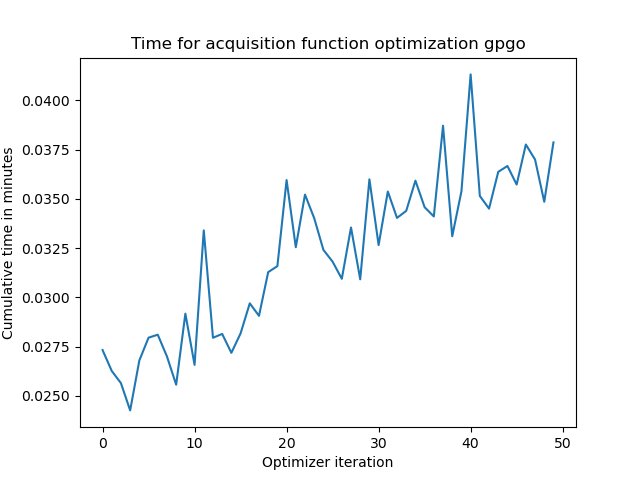 Time for acquisition function optimization gpgo
0.0400
0.0375
0.0350
0.0325
0.0300
0.0275
0.0250
Cumulative time in minutes
0 10 20 30 40 50
Optimizer iteration